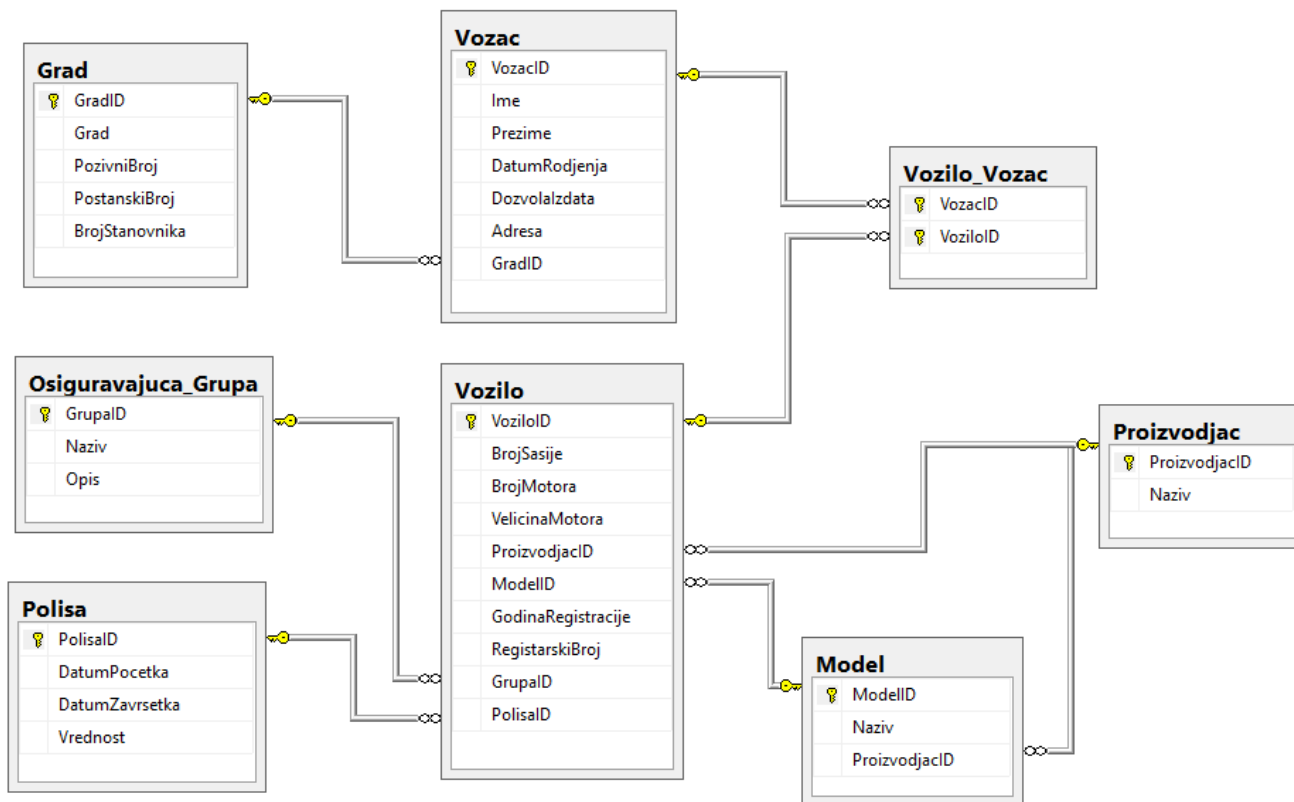 Grad
GradID
Grad
PozivniBroj
PostanskiBroj
BrojStanovnika
Vozac
VozacID
Ime
Prezime
DatumRodjenja
DozvolaIzdata
Adresa
GradID
Vozilo_Vozac
VozacID
VoziloID
Osiguravajuca_Grupa
GrupaID
Naziv
Opis
Vozilo
VoziloID
BrojSasije
BrojMotora
VelicinaMotora
ProizvodjacID
ModelID
GodinaRegistracije
RegistarskiBroj
GrupaID
PolisaID
Proizvodjac
ProizvodjacID
Naziv
Polisa
PolisaID
DatumPocetka
DatumZavrsetka
Vrednost
Model
ModelID
Naziv
ProizvodjacID